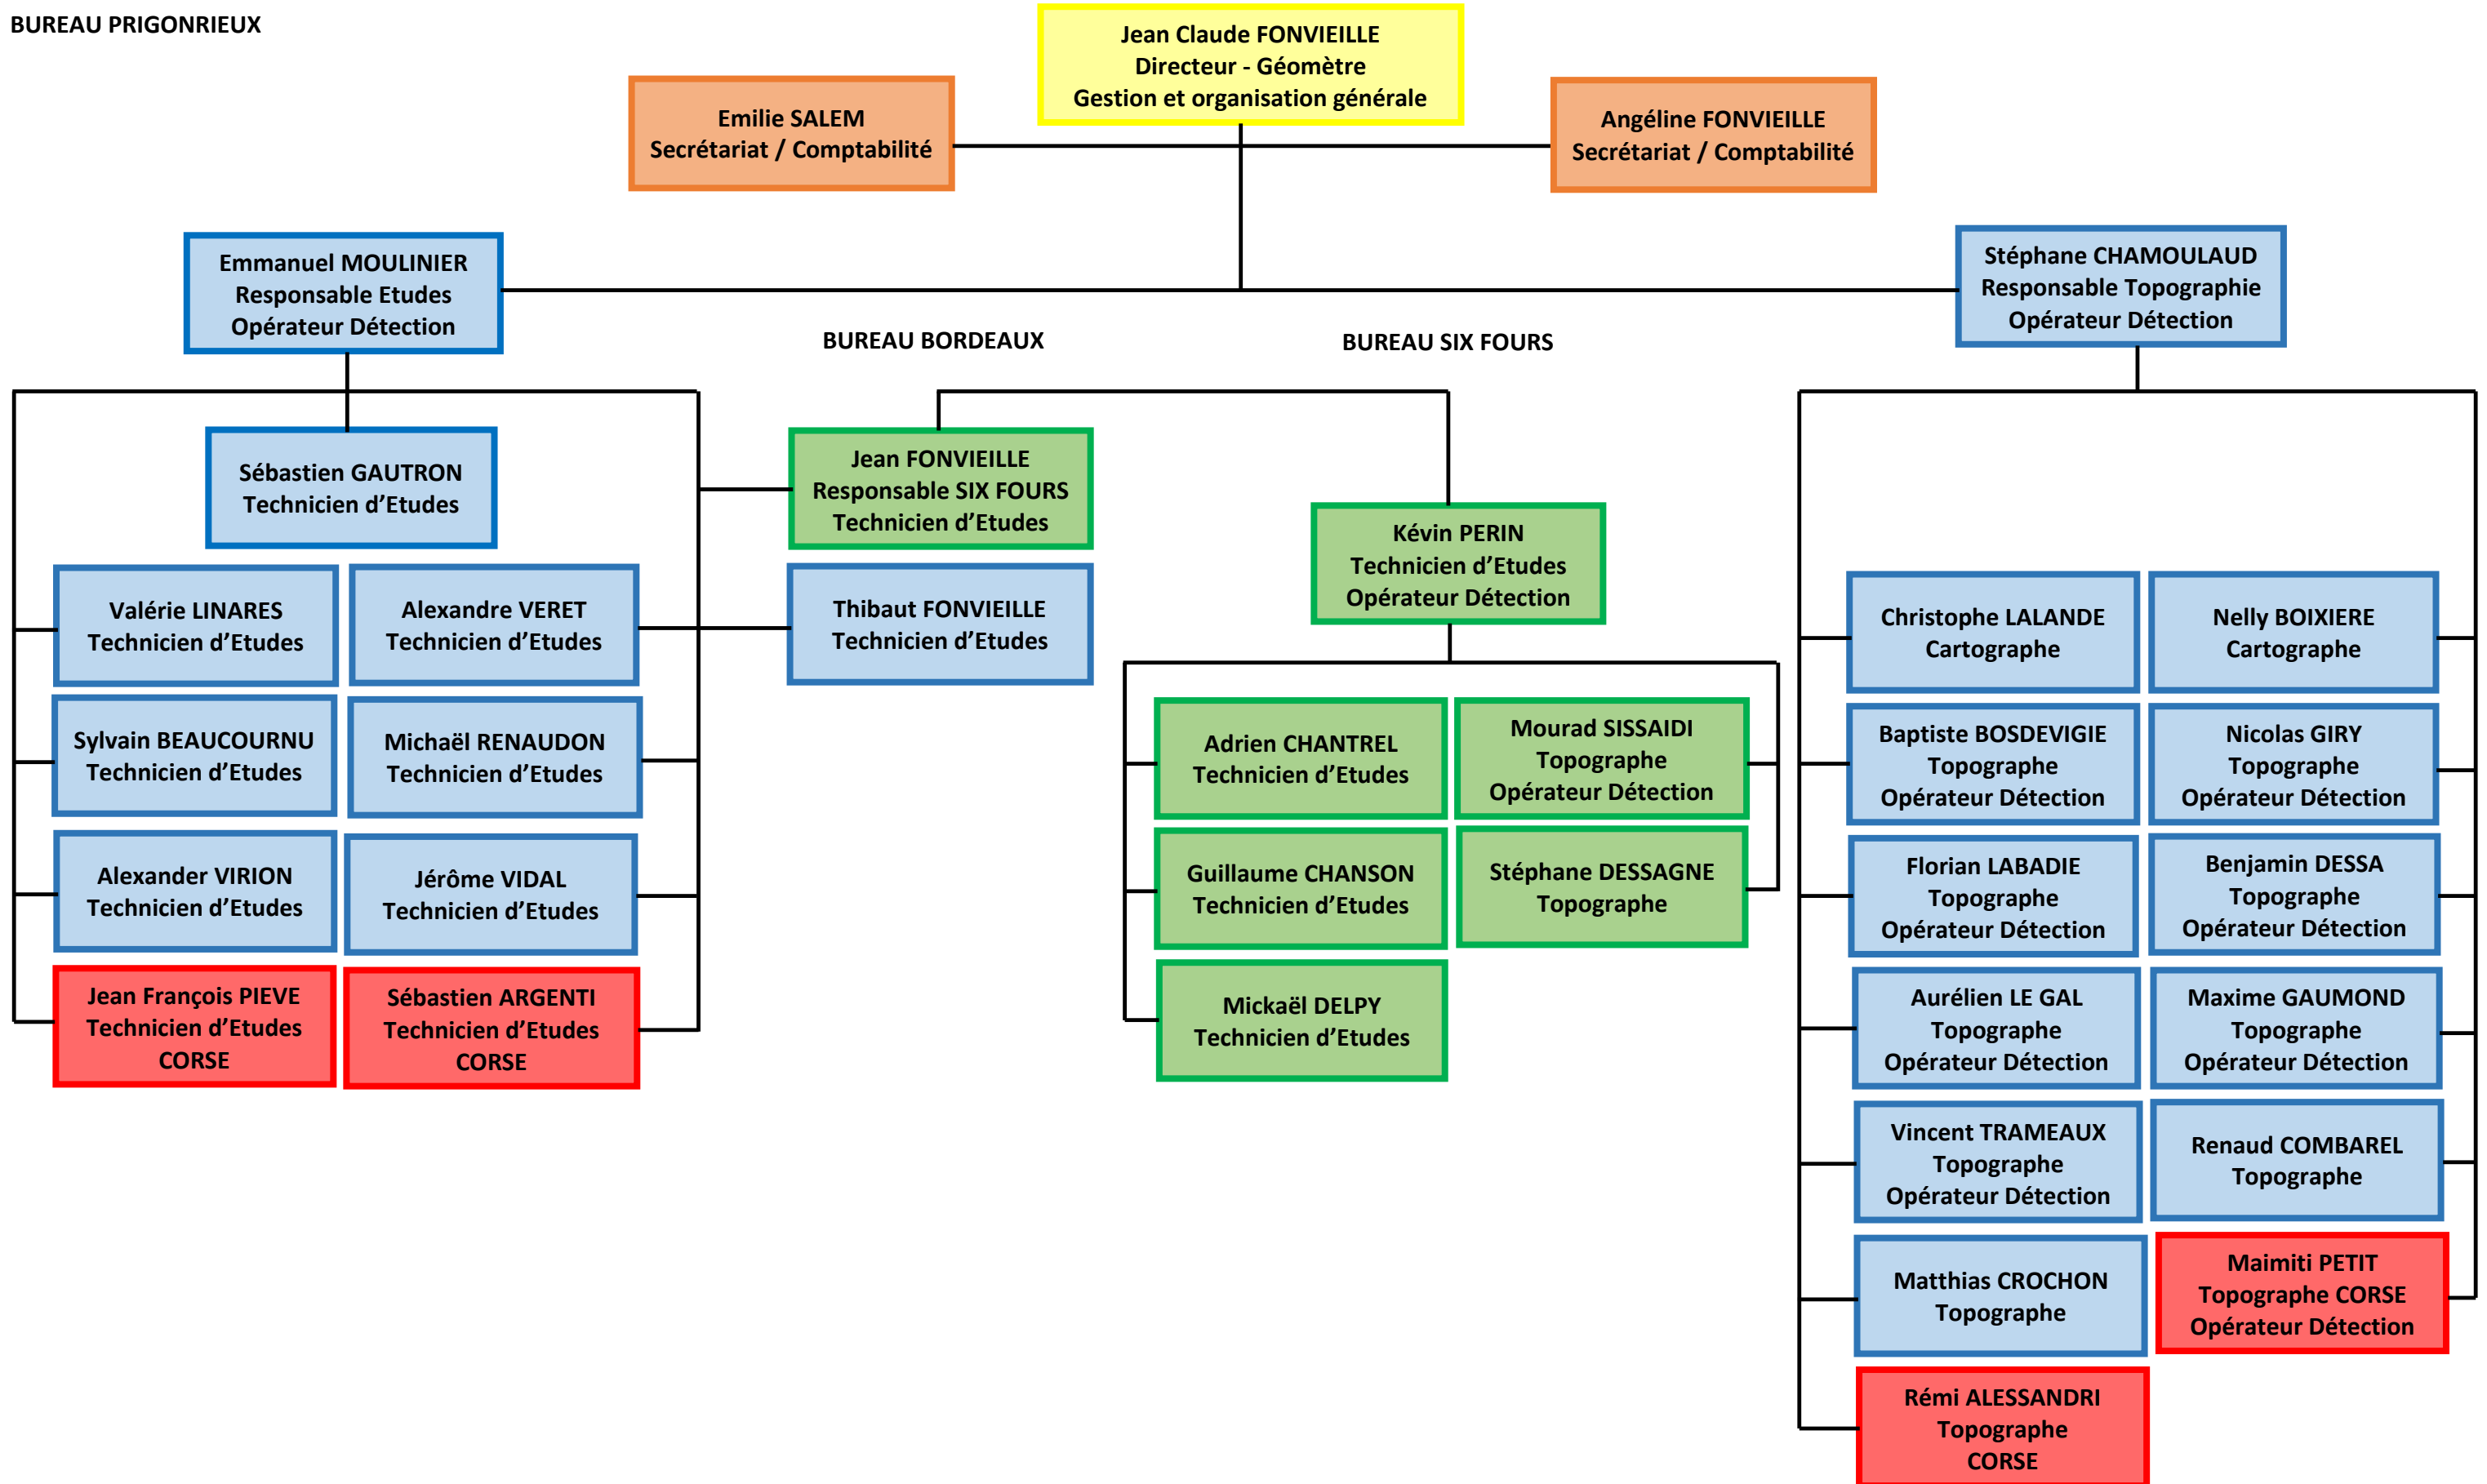 BUREAU PRIGONRIEUX
Jean Claude FONVIEILLE
Directeur - Géomètre
Gestion et organisation générale
Emilie SALEM
Secrétariat / Comptabilité
Angéline FONVIEILLE
Secrétariat / Comptabilité
Emmanuel MOULINIER
Responsable Etudes
Opérateur Détection
Stéphane CHAMOULAUD
Responsable Topographie
Opérateur Détection
BUREAU BORDEAUX
BUREAU SIX FOURS
Sébastien GAUTRON
Technicien d’Etudes
Jean FONVIEILLE
Responsable SIX FOURS
Technicien d’Etudes
Kévin PERIN
Technicien d’Etudes
Opérateur Détection
Valérie LINARES
Technicien d’Etudes
Alexandre VERET
Technicien d’Etudes
Thibaut FONVIEILLE
Technicien d’Etudes
Sylvain BEAUCOURNU
Technicien d’Etudes
Michaël RENAUDON
Technicien d’Etudes
Alexander VIRION
Technicien d’Etudes
Jérôme VIDAL
Technicien d’Etudes
Jean François PIEVE
Technicien d’Etudes
CORSE
Sébastien ARGENTI
Technicien d’Etudes
CORSE
Adrien CHANTREL
Technicien d’Etudes
Mourad SISSAIDI
Topographe
Opérateur Détection
Guillaume CHANSON
Technicien d’Etudes
Stéphane DESSAGNE
Topographe
Mickaël DELPY
Technicien d’Etudes
Christophe LALANDE
Cartographe
Nelly BOIXIERE
Cartographe
Baptiste BOSDEVIGIE
Topographe
Opérateur Détection
Nicolas GIRY
Topographe
Opérateur Détection
Florian LABADIE
Topographe
Opérateur Détection
Benjamin DESSA
Topographe
Opérateur Détection
Aurélien LE GAL
Topographe
Opérateur Détection
Maxime GAUMOND
Topographe
Opérateur Détection
Vincent TRAMEAUX
Topographe
Opérateur Détection
Renaud COMBAREL
Topographe
Matthias CROCHON
Topographe
Maimiti PETIT
Topographe CORSE
Opérateur Détection
Rémi ALESSANDRI
Topographe
CORSE